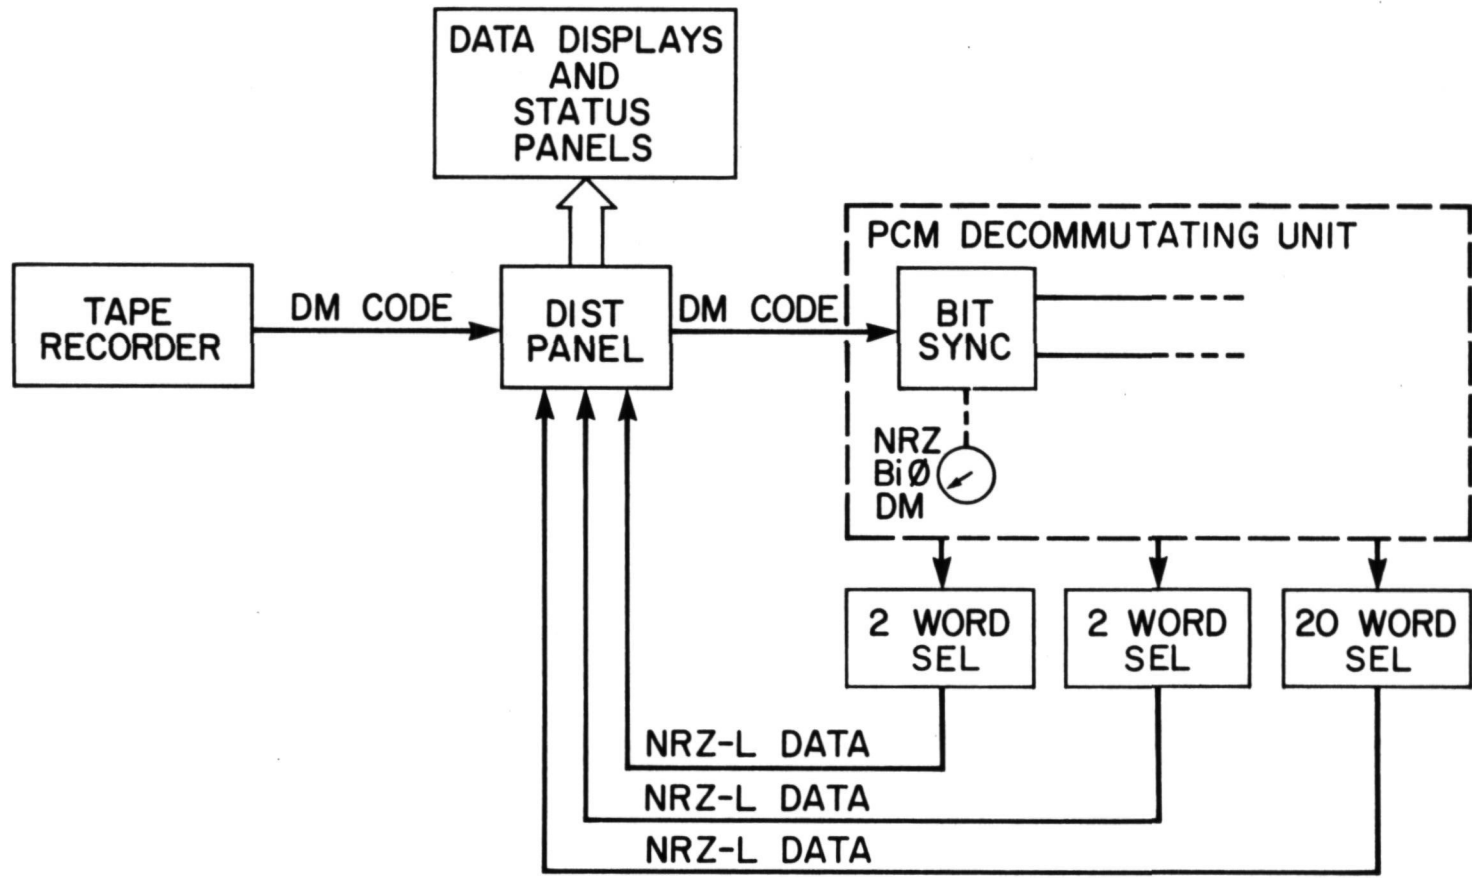 DATA DISPLAYS
AND
STATUS
PANELS
PCM DECOMMUTATING UNIT
TAPE
RECORDER
DM CODE
DIST
PANEL
DM CODE
BIT
SYNC
NRZ
BiØ
DM
2 WORD
SEL
2 WORD
SEL
20 WORD
SEL
NRZ-L DATA
NRZ-L DATA
NRZ-L DATA